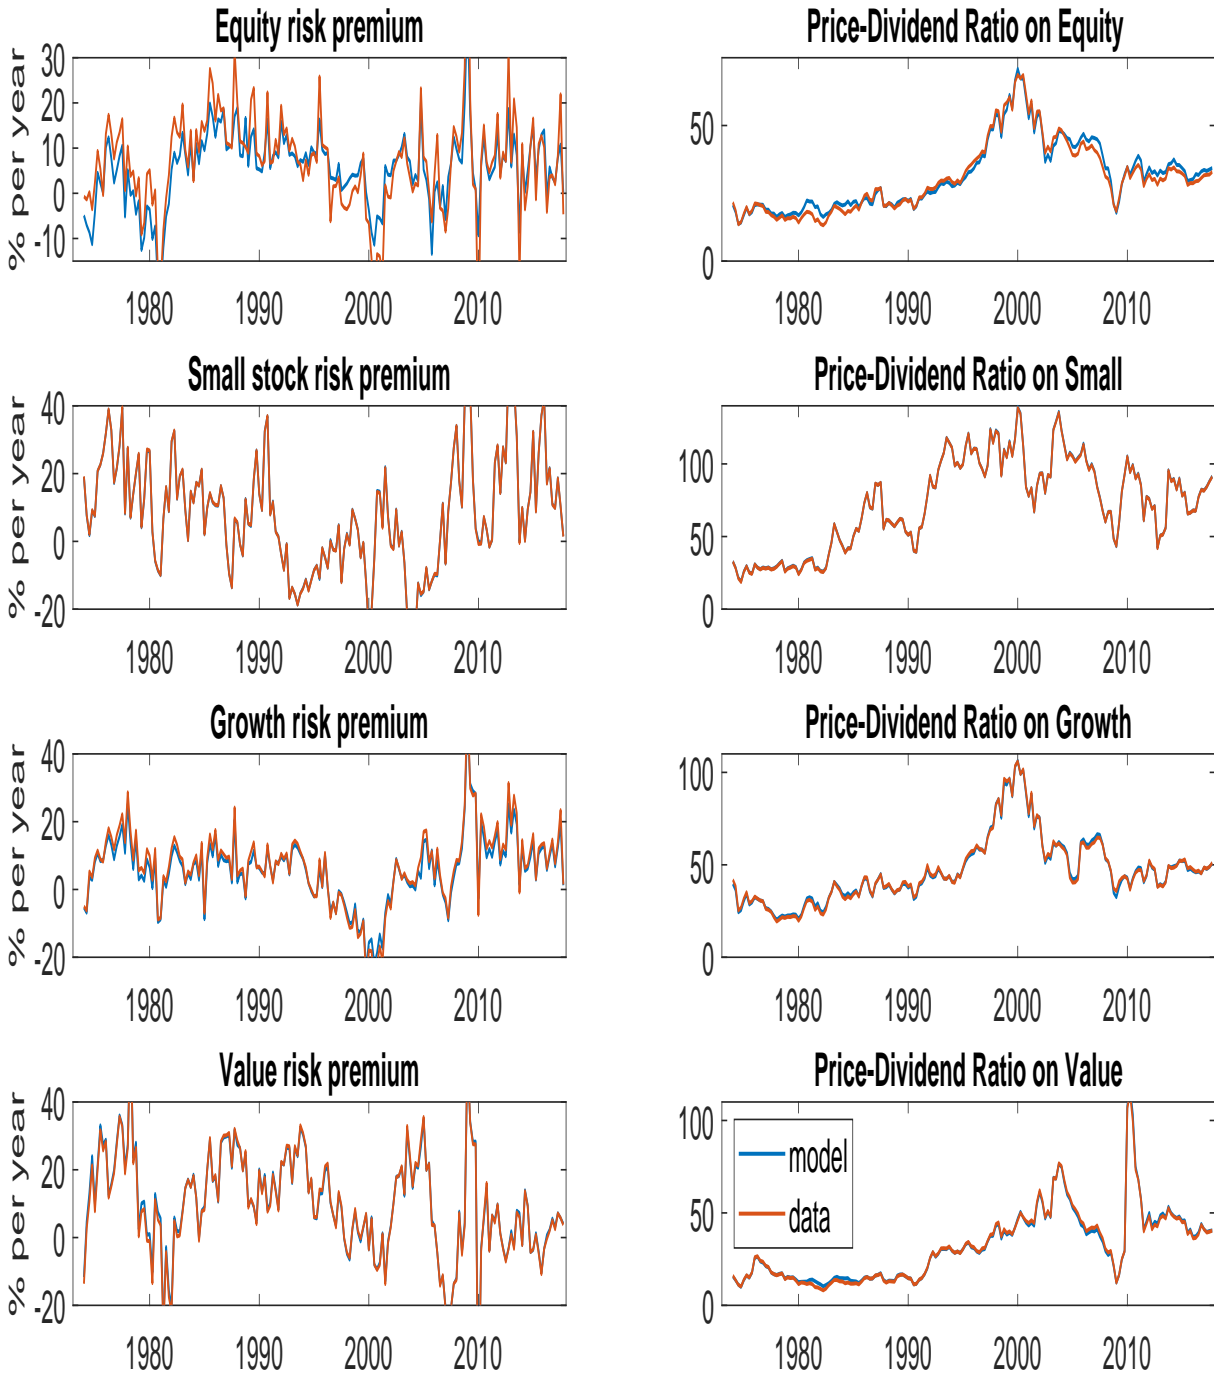 Equity risk premium
% per year
30
20
10
0
-10
1980 1990 2000 2010
Price-Dividend Ratio on Equity
50
0
1980 1990 2000 2010
Small stock risk premium
% per year
40
20
0
-20
1980 1990 2000 2010
Price-Dividend Ratio on Small
100
50
0
1980 1990 2000 2010
Growth risk premium
% per year
40
20
0
-20
1980 1990 2000 2010
Price-Dividend Ratio on Growth
100
50
0
1980 1990 2000 2010
Value risk premium
% per year
40
20
0
-20
1980 1990 2000 2010
Price-Dividend Ratio on Value
100
50
0
model
data
1980 1990 2000 2010